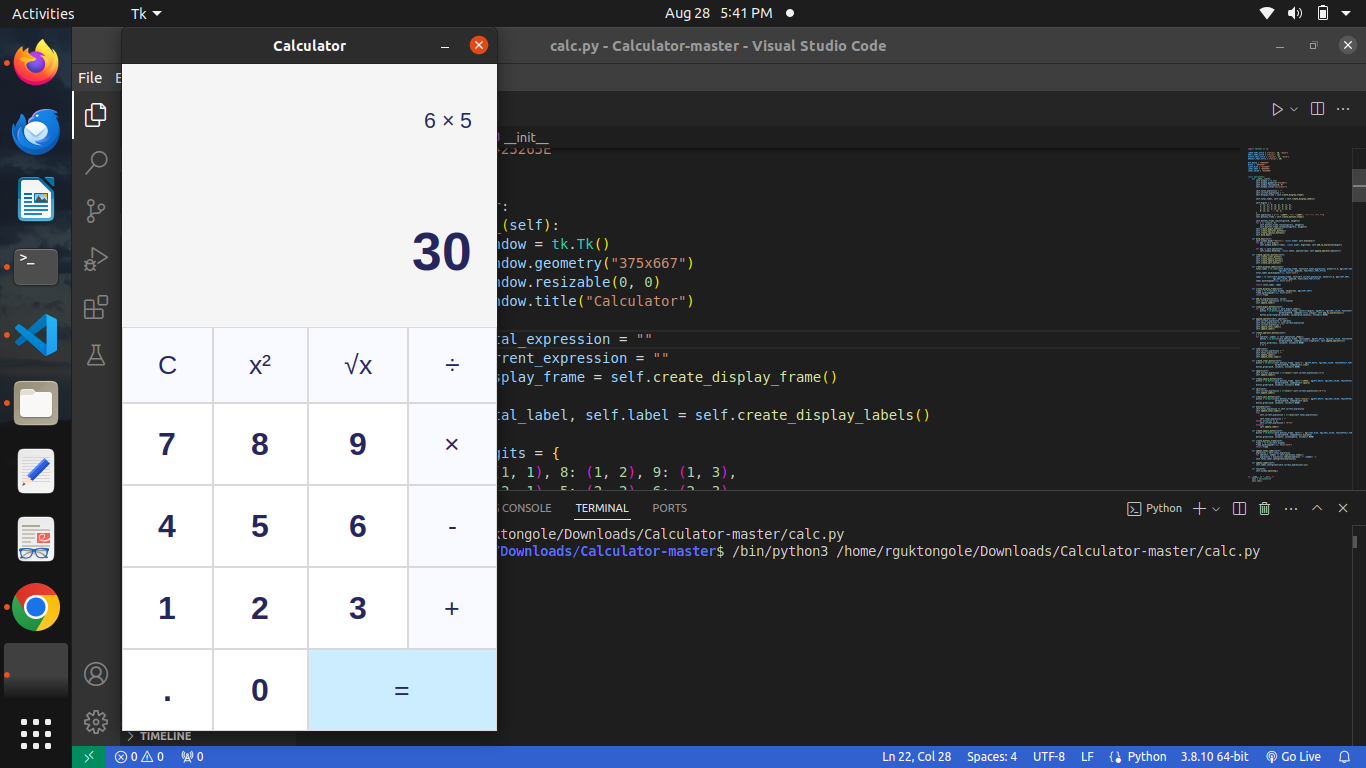 Activities Tk Aug 28 5:41 PM
Calculator
calc.py - Calculator-master - Visual Studio Code
File E
6 × 5
30
C x² √x ÷
7 8 9 ×
4 5 6 -
1 2 3 +
. 0 =
__init__
25265E
:
_(self):
ndow = tk.Tk()
ndow.geometry("375x667")
ndow.resizable(0, 0)
ndow.title("Calculator")
tal_expression = ""
rrent_expression = ""
splay_frame = self.create_display_frame()
tal_label, self.label = self.create_display_labels()
gits = {
1, 1), 8: (1, 2), 9: (1, 3),
CONSOLE TERMINAL PORTS Python
ktongole/Downloads/Calculator-master/calc.py
/Downloads/Calculator-master$ /bin/python3 /home/rguktongole/Downloads/Calculator-master/calc.py
TIMELINE
0 0 0 Ln 22, Col 28 Spaces: 4 UTF-8 LF Python 3.8.10 64-bit Go Live